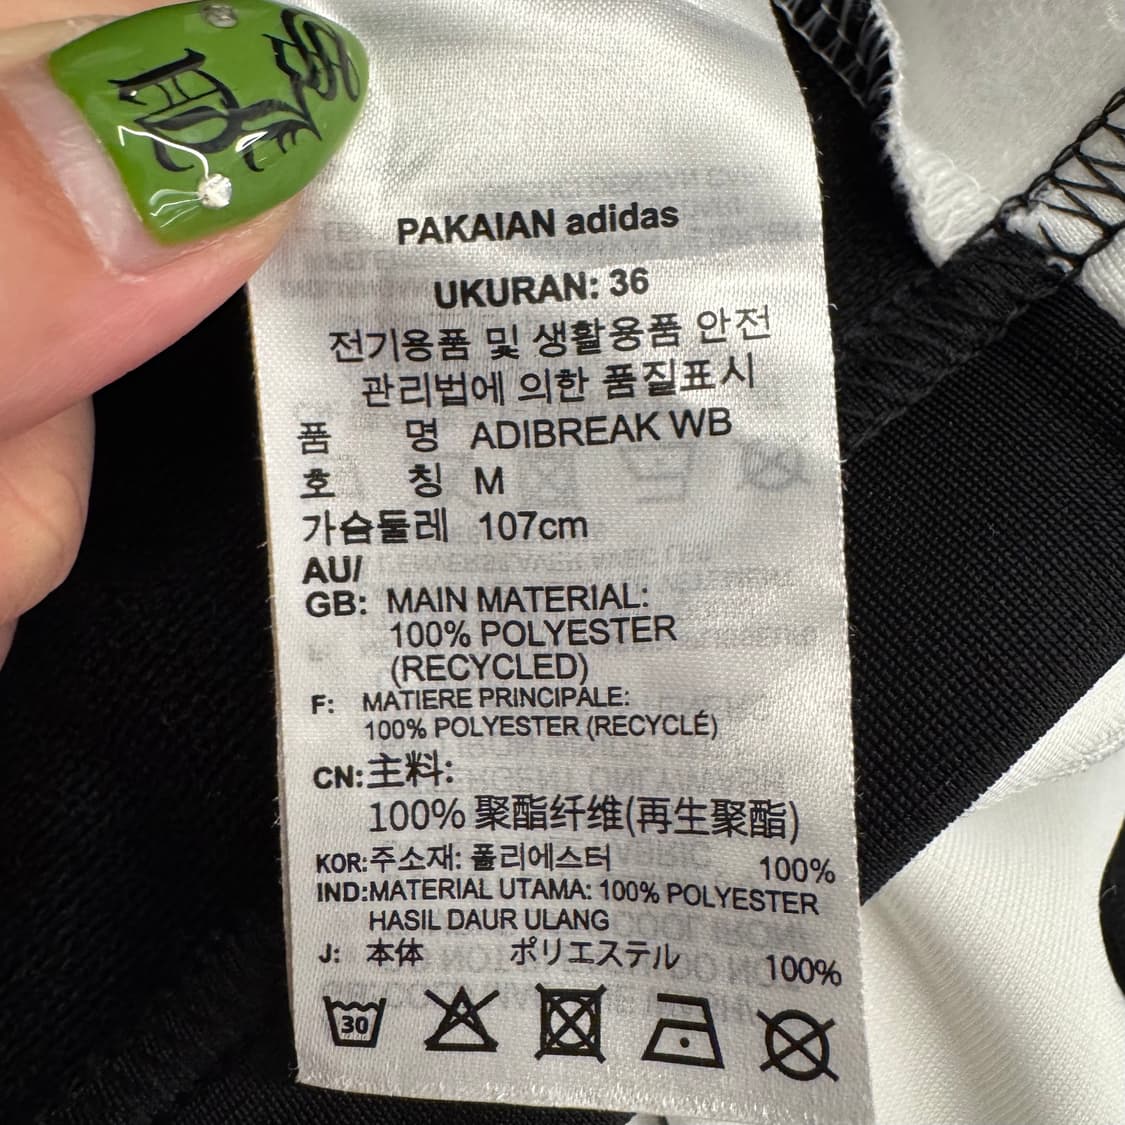 PAKAIAN adidas
UKURAN: 36
전기용품 및 생활용품 안전
관리법에 의한 품질표시
품 명 ADIBREAK WB
호 칭 M
가슴둘레 107cm
AU/
GB: MAIN MATERIAL:
100% POLYESTER
(RECYCLED)
F: MATIERE PRINCIPALE:
100% POLYESTER (RECYCLÉ)
CN:主料:
100% 聚酯纤维(再生聚酯)
KOR:주소재: 폴리에스터 100%
IND:MATERIAL UTAMA: 100% POLYESTER
HASIL DAUR ULANG
J: 本体 ポリエステル 100%
30